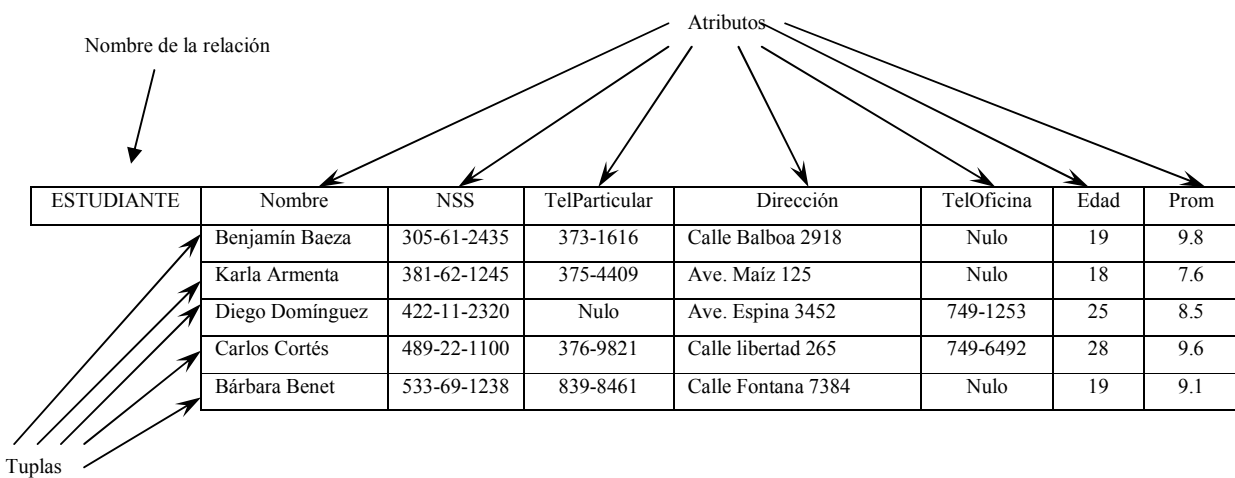 Atributos
Nombre de la relación
ESTUDIANTE Nombre NSS TelParticular Dirección TelOficina Edad Prom
Benjamín Baeza 305-61-2435 373-1616 Calle Balboa 2918 Nulo 19 9.8
Karla Armenta 381-62-1245 375-4409 Ave. Maíz 125 Nulo 18 7.6
Diego Domínguez 422-11-2320 Nulo Ave. Espina 3452 749-1253 25 8.5
Carlos Cortés 489-22-1100 376-9821 Calle libertad 265 749-6492 28 9.6
Bárbara Benet 533-69-1238 839-8461 Calle Fontana 7384 Nulo 19 9.1
Tuplas